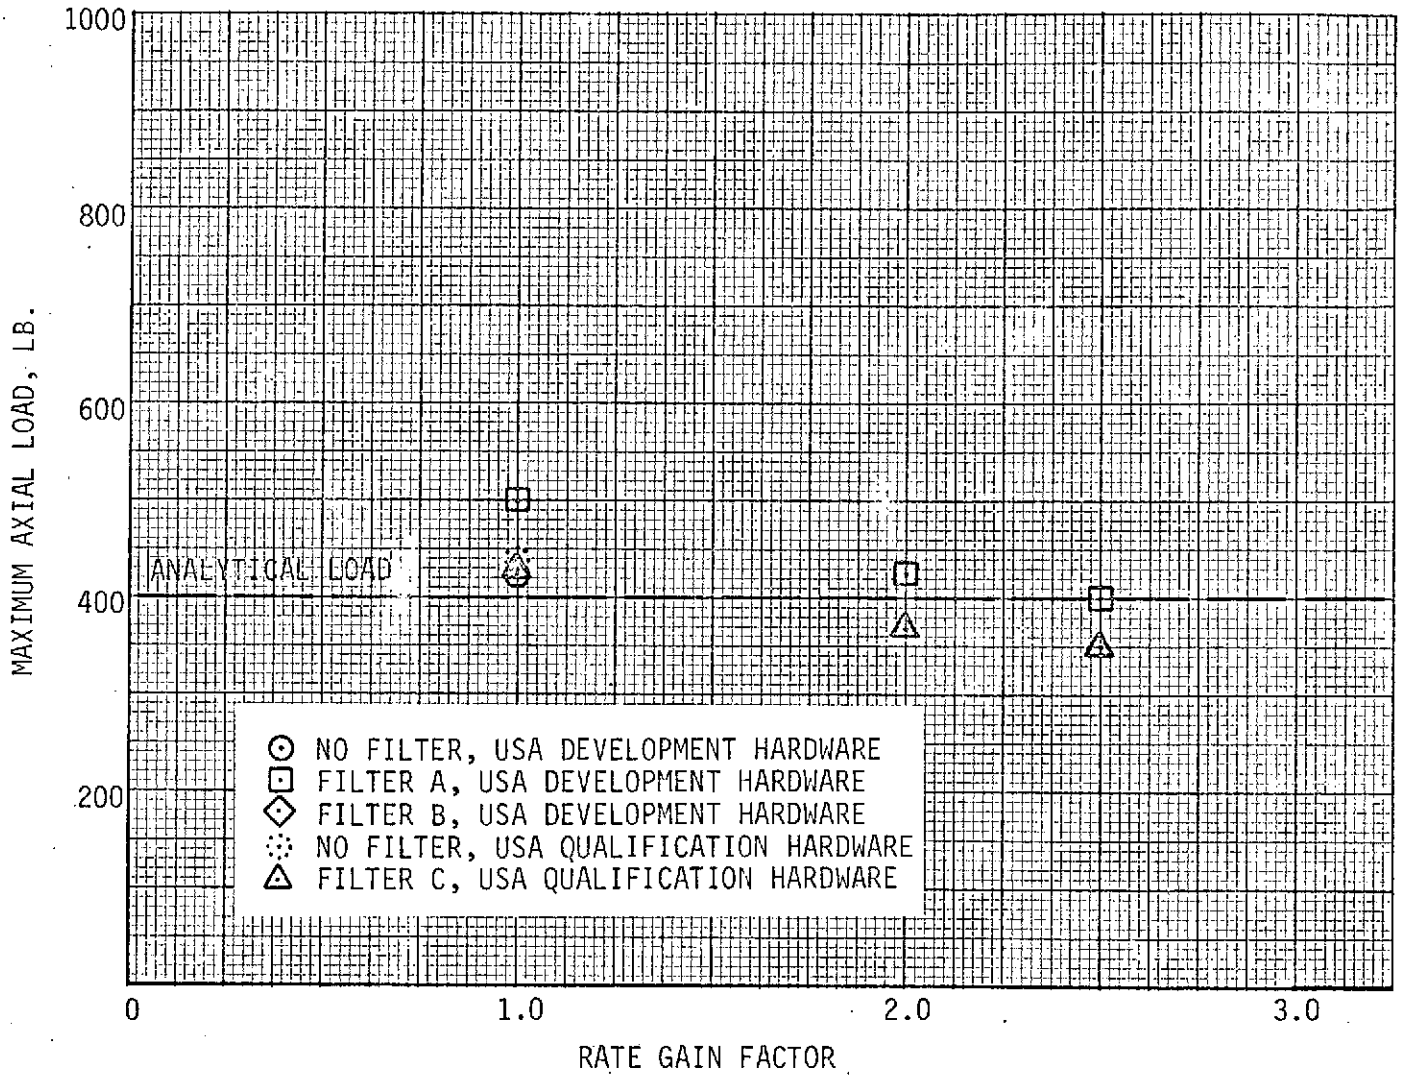 1000
800
600
400
200
MAXIMUM AXIAL LOAD, LB.
ANALYTICAL LOAD
NO FILTER, USA DEVELOPMENT HARDWARE
FILTER A, USA DEVELOPMENT HARDWARE
FILTER B, USA DEVELOPMENT HARDWARE
NO FILTER, USA QUALIFICATION HARDWARE
FILTER C, USA QUALIFICATION HARDWARE
0 1.0 2.0 3.0
RATE GAIN FACTOR